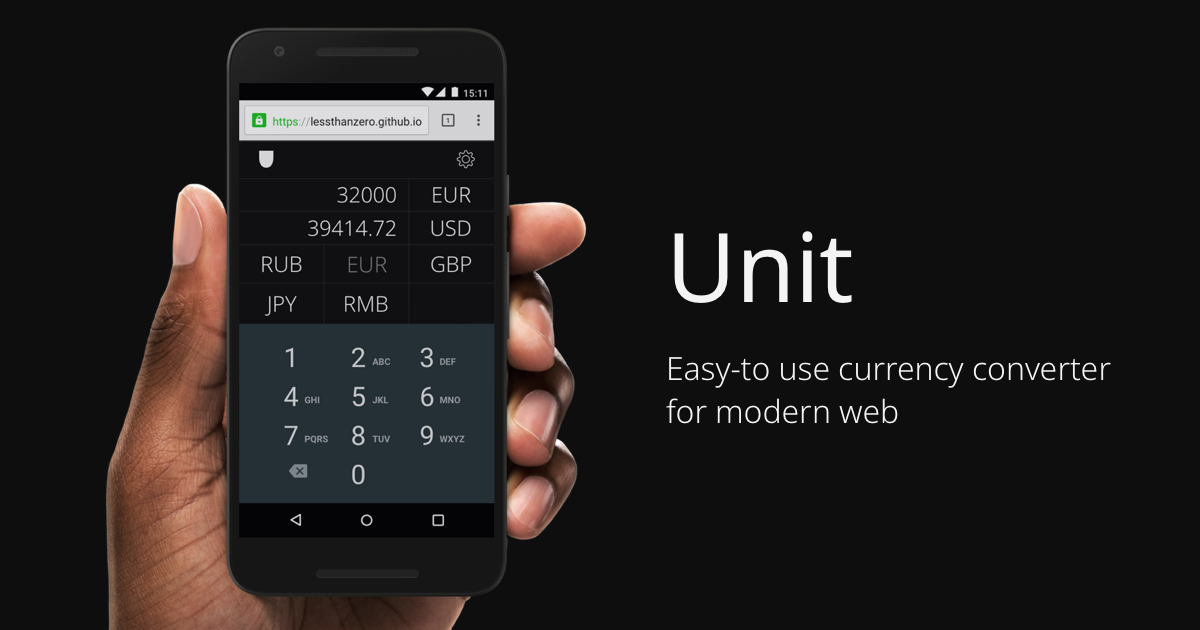 15:11
https://lessthanzero.github.io 1
32000 EUR
39414.72 USD
RUB EUR GBP
JPY RMB
1 2 ABC 3 DEF
4 GHI 5 JKL 6 MNO
7 PQRS 8 TUV 9 WXYZ
0
Unit
Easy-to use currency converter
for modern web